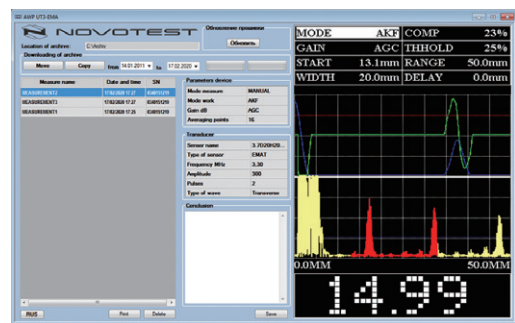 AWP UT3-EMA
NOVOTEST
Обновление прошивки
Обновить
Location of archive:
Downloading of archive
Move Copy from 14.01.2011 to 17.02.2020
Measure name Date and time SN
MEASUREMENT2 17/02/2020 17:27
MEASUREMENT3 17/02/2020 17:27
MEASUREMENT1 17/02/2020 17:26
Parameters device:
Mode measure MANUAL
Mode work AKF
Gain dB AGC
Averaging points 16
Transducer
Sensor name
Type of sensor EMAT
Frequency MHz 3.30
Amplitude 300
Pulses 2
Type of wave Transverse
Conclusion
RUS Print Delete Save
MODE AKF COMP 23%
GAIN AGC THHOLD 25%
START 13.1mm RANGE 50.0mm
WIDTH 20.0mm DELAY 0.0mm
0.0MM 50.0MM
14.99